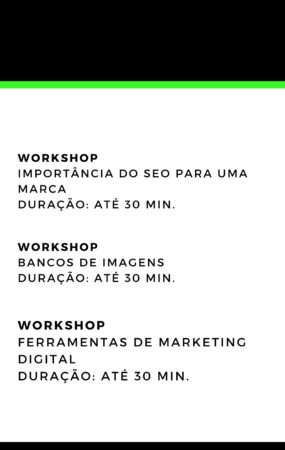 WORKSHOP
IMPORTÂNCIA DO SEO PARA UMA
MARCA
DURAÇÃO: ATÉ 30 MIN.
WORKSHOP
BANCOS DE IMAGENS
DURAÇÃO: ATÉ 30 MIN.
WORKSHOP
FERRAMENTAS DE MARKETING
DIGITAL
DURAÇÃO: ATÉ 30 MIN.